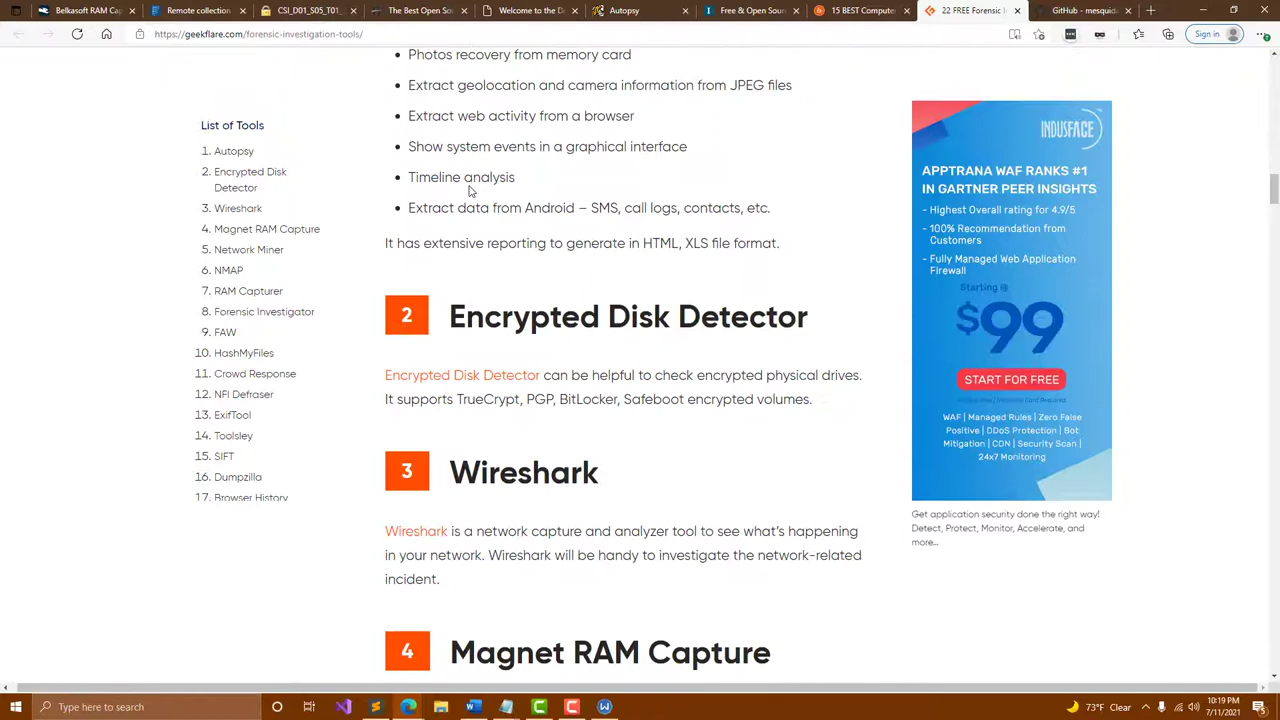 Belkasoft RAM Cap
Remote collection
CSI_D01_S05_T01
The Best Open Sou
Welcome to the Da
Autopsy
Free & Open Sour
15 BEST Computer
22 FREE Forensic I
GitHub - mesquid
https://geekflare.com/forensic-investigation-tools/
Sign in
Photos recovery from memory card
Extract geolocation and camera information from JPEG files
Extract web activity from a browser
Show system events in a graphical interface
Timeline analysis
Extract data from Android – SMS, call logs, contacts, etc.
It has extensive reporting to generate in HTML, XLS file format.
List of Tools
1. Autopsy
2. Encrypted Disk
Detector
3. Wireshark
4. Magnet RAM Capture
5. Network Miner
6. NMAP
7. RAM Capturer
8. Forensic Investigator
9. FAW
10. HashMyFiles
11. Crowd Response
12. NFI Defraser
13. ExifTool
14. Toolsley
15. SIFT
16. Dumpzilla
17. Browser History
2 Encrypted Disk Detector
Encrypted Disk Detector can be helpful to check encrypted physical drives.
It supports TrueCrypt, PGP, BitLocker, Safeboot encrypted volumes.
3 Wireshark
Wireshark is a network capture and analyzer tool to see what's happening
in your network. Wireshark will be handy to investigate the network-related
incident.
4 Magnet RAM Capture
INDUSFACE
APPTRANA WAF RANKS #1
IN GARTNER PEER INSIGHTS
- Highest Overall rating for 4.9/5
- 100% Recommendation from
Customers
- Fully Managed Web Application
Firewall
Starting @
$99
START FOR FREE
WAF | Managed Rules | Zero False
Positive | DDoS Protection | Bot
Mitigation | CDN | Security Scan |
24x7 Monitoring
Get application security done the right way!
Detect, Protect, Monitor, Accelerate, and
more...
Type here to search
73°F Clear
10:19 PM
7/11/2021